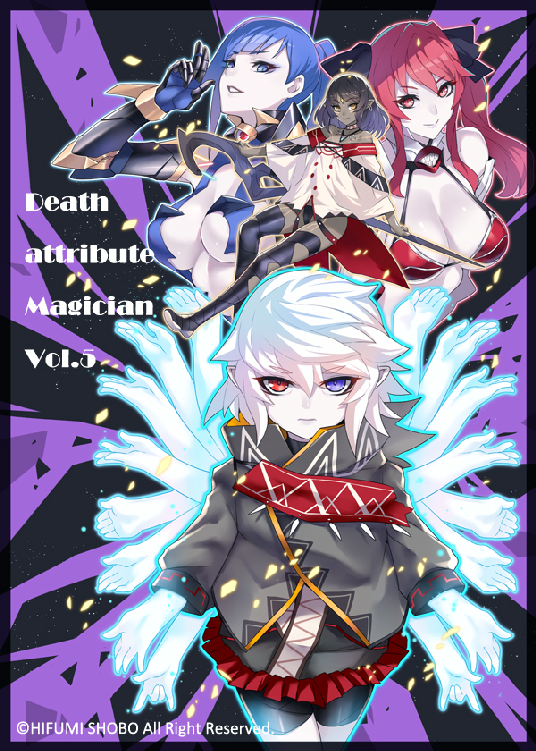 Death
attribute
Magician
Vol.5
©HIFUMI SHOBO All Right Reserved.